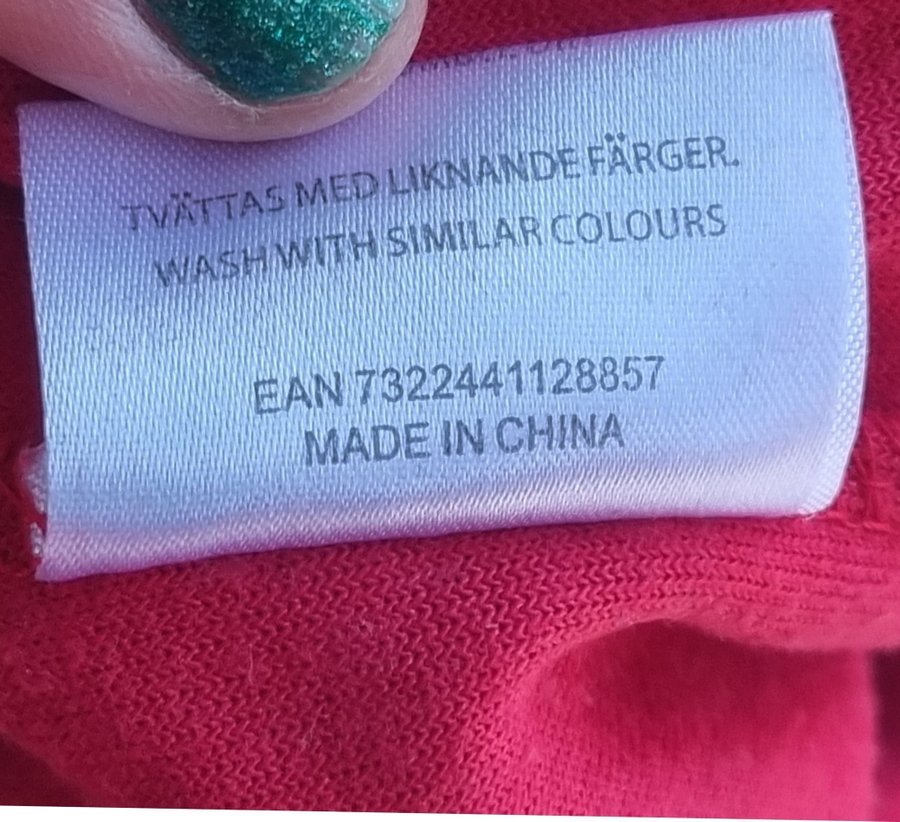 TVÄTTAS MED LIKNANDE FÄRGER.
WASH WITH SIMILAR COLOURS
EAN 7322441128857
MADE IN CHINA